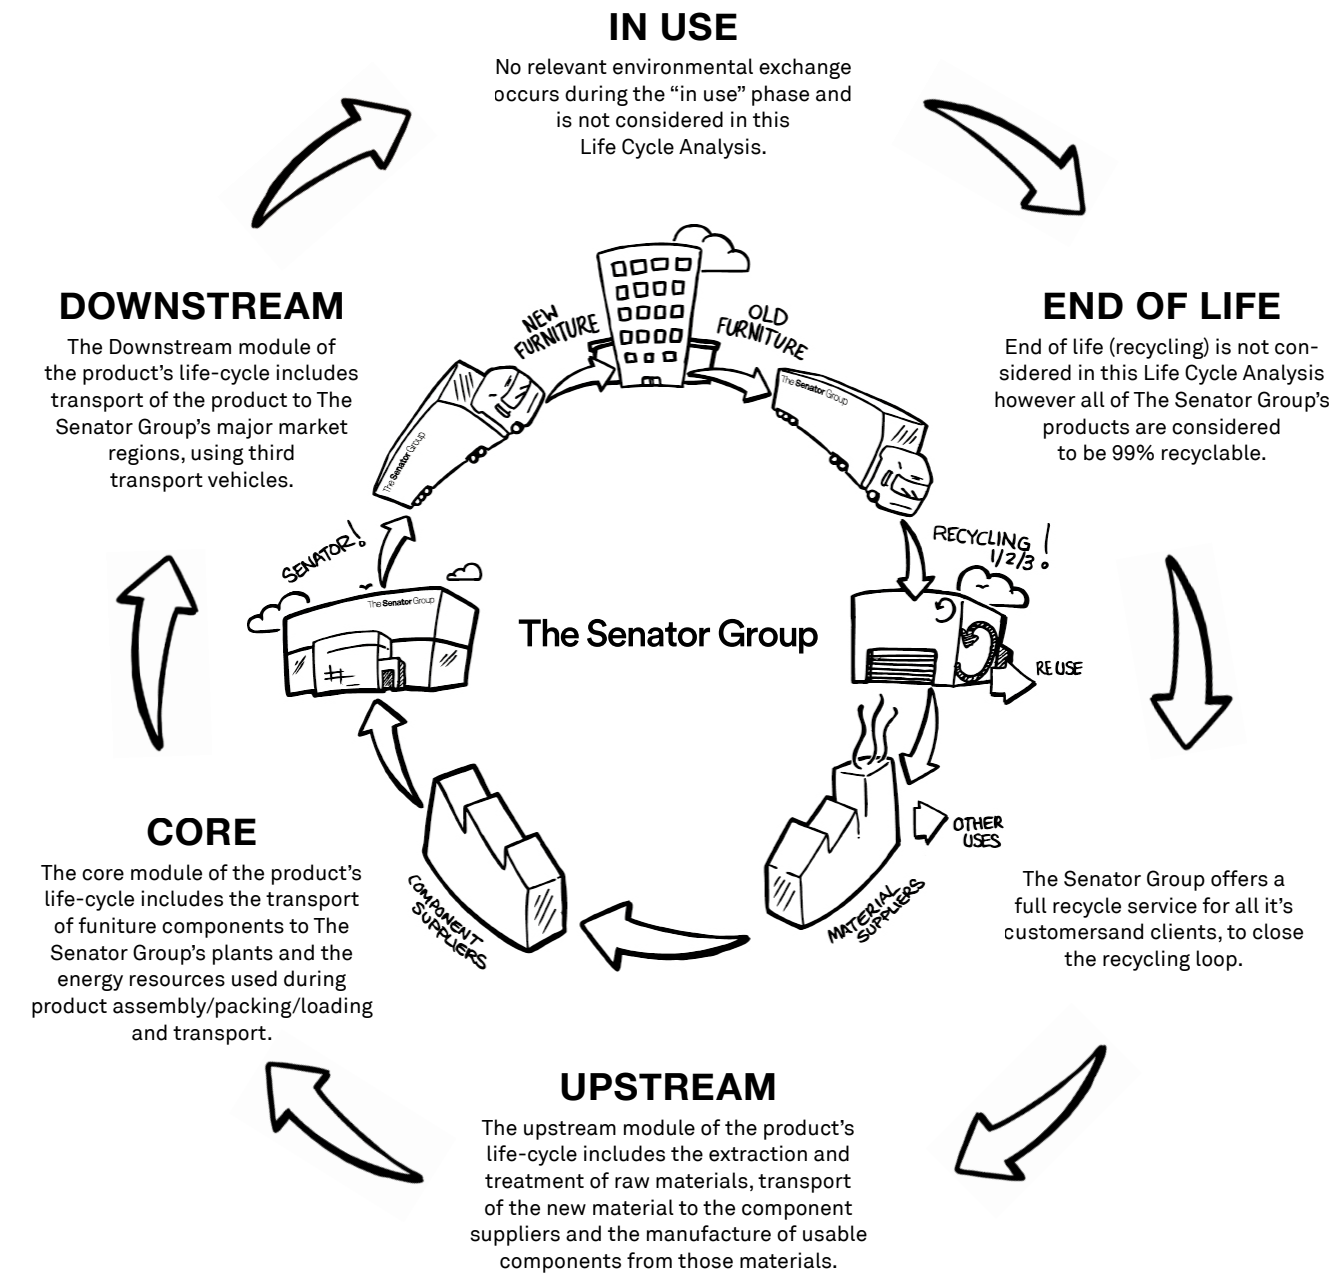 IN USE
No relevant environmental exchange
occurs during the “in use” phase and
is not considered in this
Life Cycle Analysis.
DOWNSTREAM
The Downstream module of
the product’s life-cycle includes
transport of the product to The
Senator Group’s major market
regions, using third
transport vehicles.
END OF LIFE
End of life (recycling) is not con-
sidered in this Life Cycle Analysis
however all of The Senator Group’s
products are considered
to be 99% recyclable.
NEW
FURNITURE
OLD
FURNITURE
The Senator Group
The Senator Group
SENATOR!
The Senator Group
RECYCLING
1/2/3!
The Senator Group
RE USE
OTHER
USES
COMPONENT
SUPPLIERS
MATERIAL
SUPPLIERS
CORE
The core module of the product’s
life-cycle includes the transport
of funiture components to The
Senator Group’s plants and the
energy resources used during
product assembly/packing/loading
and transport.
The Senator Group offers a
full recycle service for all it’s
customersand clients, to close
the recycling loop.
UPSTREAM
The upstream module of the product’s
life-cycle includes the extraction and
treatment of raw materials, transport
of the new material to the component
suppliers and the manufacture of usable
components from those materials.